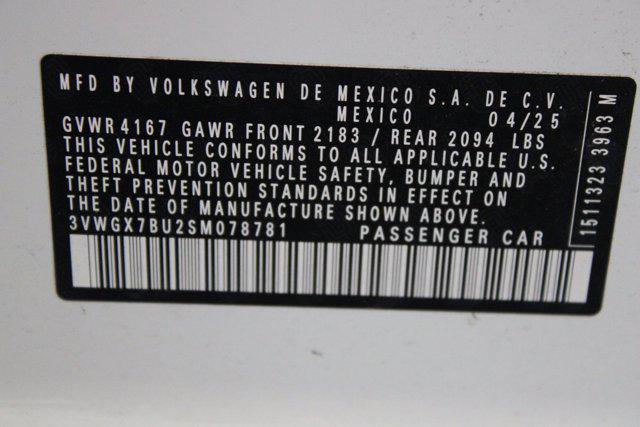 MFD BY VOLKSWAGEN DE MEXICO S.A. DE C.V.
MEXICO 04/25
GVWR 4167 GAWR FRONT 2183 / REAR 2094 LBS
THIS VEHICLE CONFORMS TO ALL APPLICABLE U.S.
FEDERAL MOTOR VEHICLE SAFETY, BUMPER AND
THEFT PREVENTION STANDARDS IN EFFECT ON
THE DATE OF MANUFACTURE SHOWN ABOVE.
3VWGX7BU2SM078781 PASSENGER CAR
1511323 3963 M